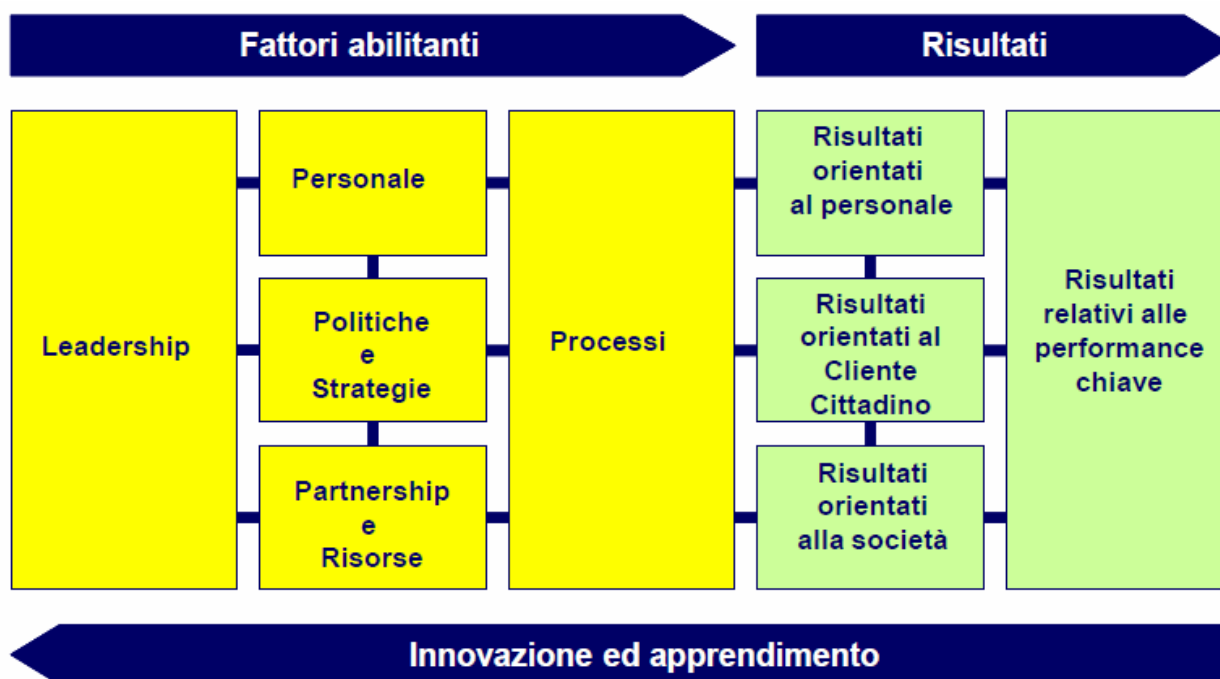 Fattori abilitanti
Risultati
Leadership
Personale
Politiche
e
Strategie
Partnership
e
Risorse
Processi
Risultati
orientati
al personale
Risultati
orientati al
Cliente
Cittadino
Risultati
orientati
alla società
Risultati
relativi alle
performance
chiave
Innovazione ed apprendimento